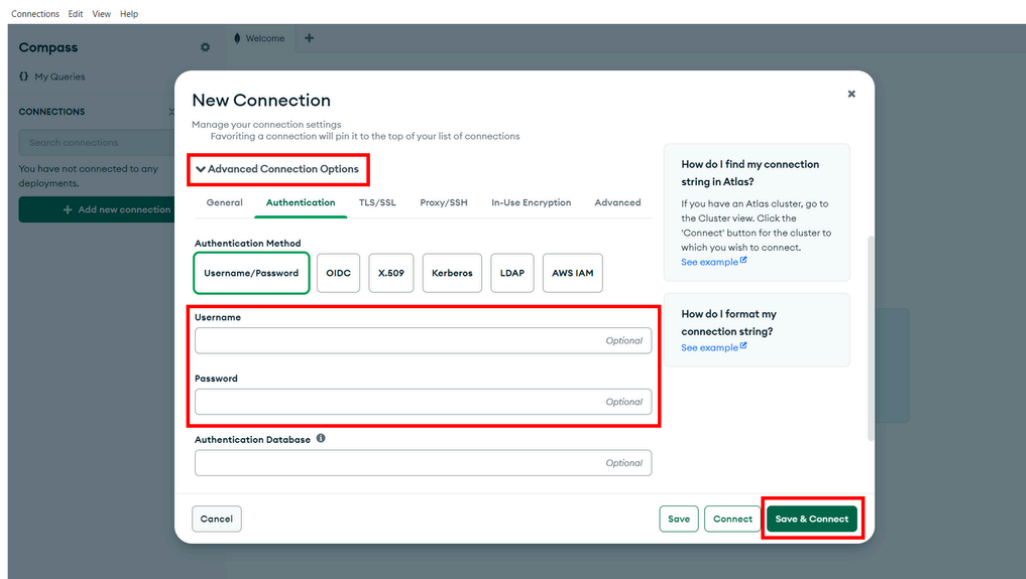 Connections Edit View Help
Compass
Welcome
My Queries
CONNECTIONS
Search connections
You have not connected to any
deployments.
+ Add new connection
New Connection
Manage your connection settings
Favoriting a connection will pin it to the top of your list of connections
Advanced Connection Options
General Authentication TLS/SSL Proxy/SSH In-Use Encryption Advanced
Authentication Method
Username/Password OIDC X.509 Kerberos LDAP AWS IAM
Username
Optional
Password
Optional
Authentication Database
Optional
How do I find my connection
string in Atlas?
If you have an Atlas cluster, go to
the Cluster view. Click the
'Connect' button for the cluster to
which you wish to connect.
See example
How do I format my
connection string?
See example
Cancel Save Connect Save & Connect